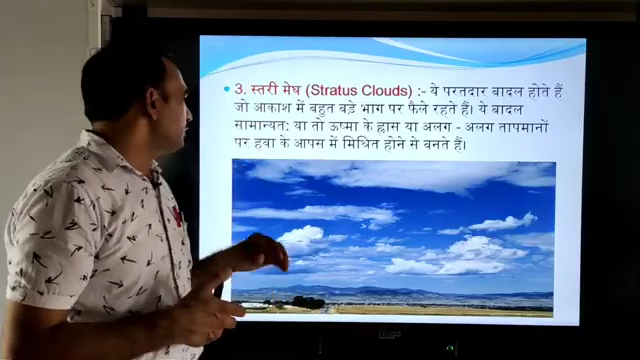 3. स्तरी मेघ (Stratus Clouds) :- ये परतदार बादल होते हैं
जो आकाश में बहुत बड़े भाग पर फैले रहते हैं। ये बादल
सामान्यत: या तो ऊष्मा के ह्रास या अलग - अलग तापमानों
पर हवा के आपस में मिश्रित होने से बनते हैं।